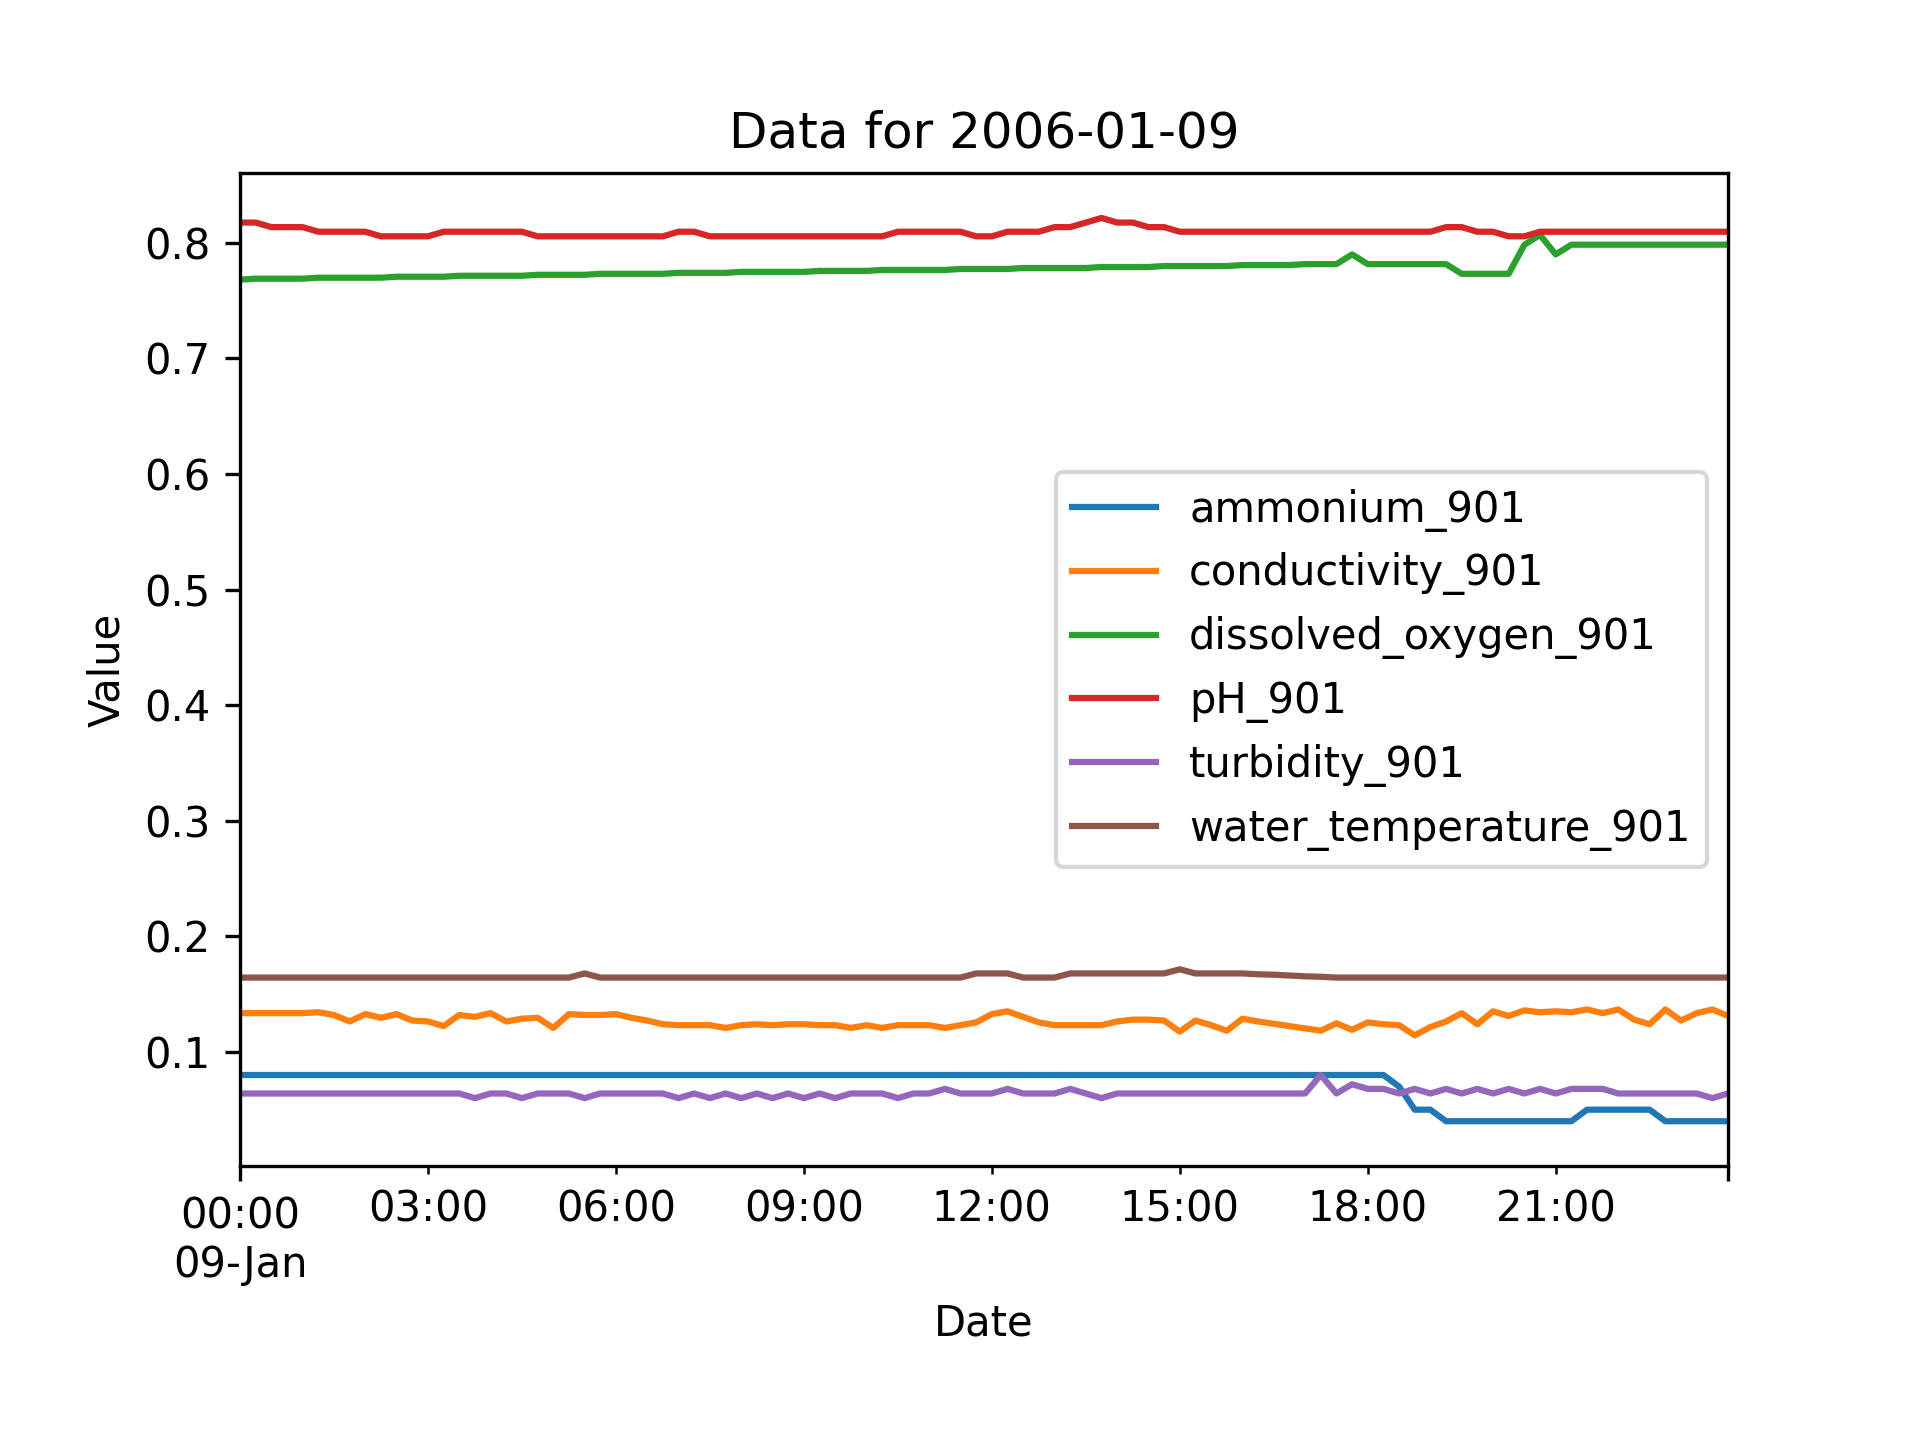 Data for 2006-01-09
0.8
0.7
0.6
0.5
0.4
0.3
0.2
0.1
Value
ammonium_901
conductivity_901
dissolved_oxygen_901
pH_901
turbidity_901
water_temperature_901
00:00 03:00 06:00 09:00 12:00 15:00 18:00 21:00
09-Jan
Date